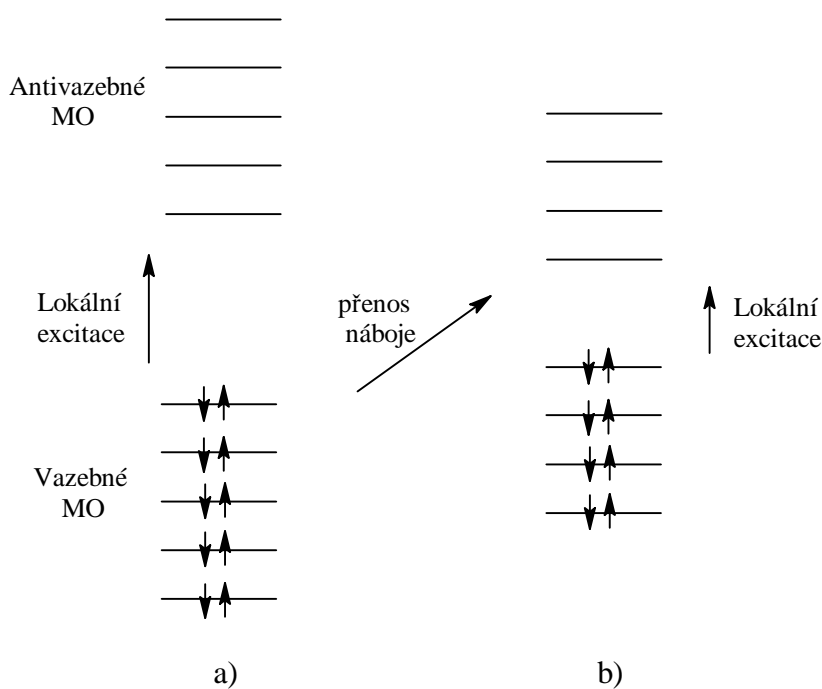 Antivazebné
MO
Lokální
excitace
přenos
náboje
Lokální
excitace
Vazebné
MO
a)
b)